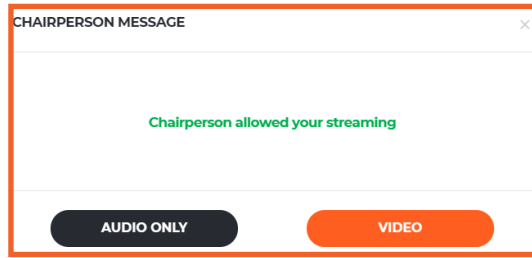 CHAIRPERSON MESSAGE
Chairperson allowed your streaming
AUDIO ONLY
VIDEO